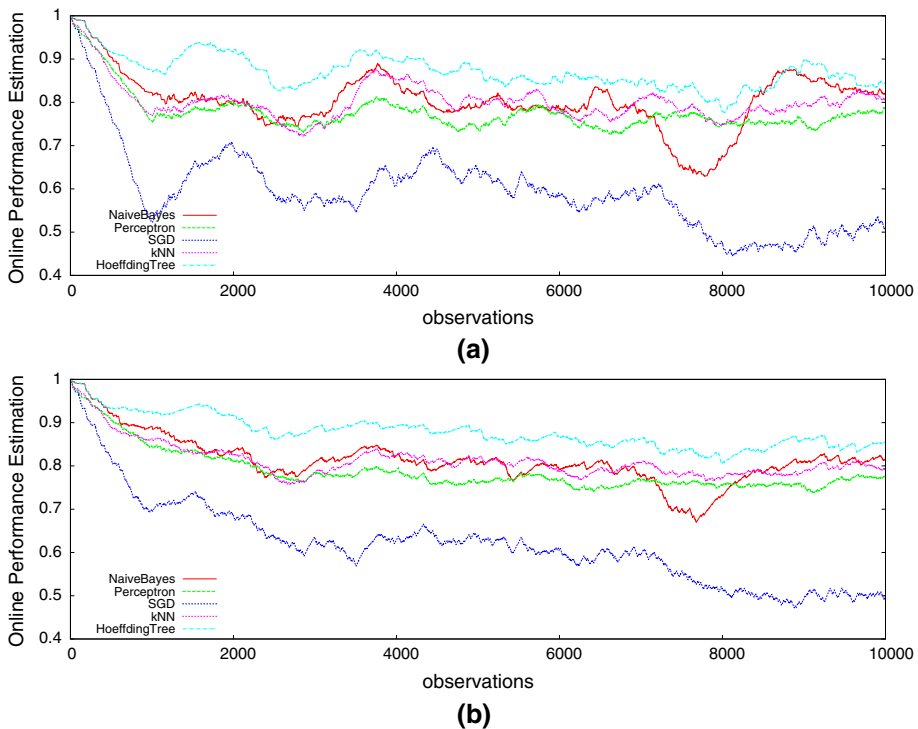 Online Performance Estimation
1
0.9
0.8
0.7
0.6
0.5
0.4
NaiveBayes
Perceptron
SGD
kNN
HoeffdingTree
0 2000 4000 6000 8000 10000
observations
(a)
Online Performance Estimation
1
0.9
0.8
0.7
0.6
0.5
0.4
NaiveBayes
Perceptron
SGD
kNN
HoeffdingTree
0 2000 4000 6000 8000 10000
observations
(b)